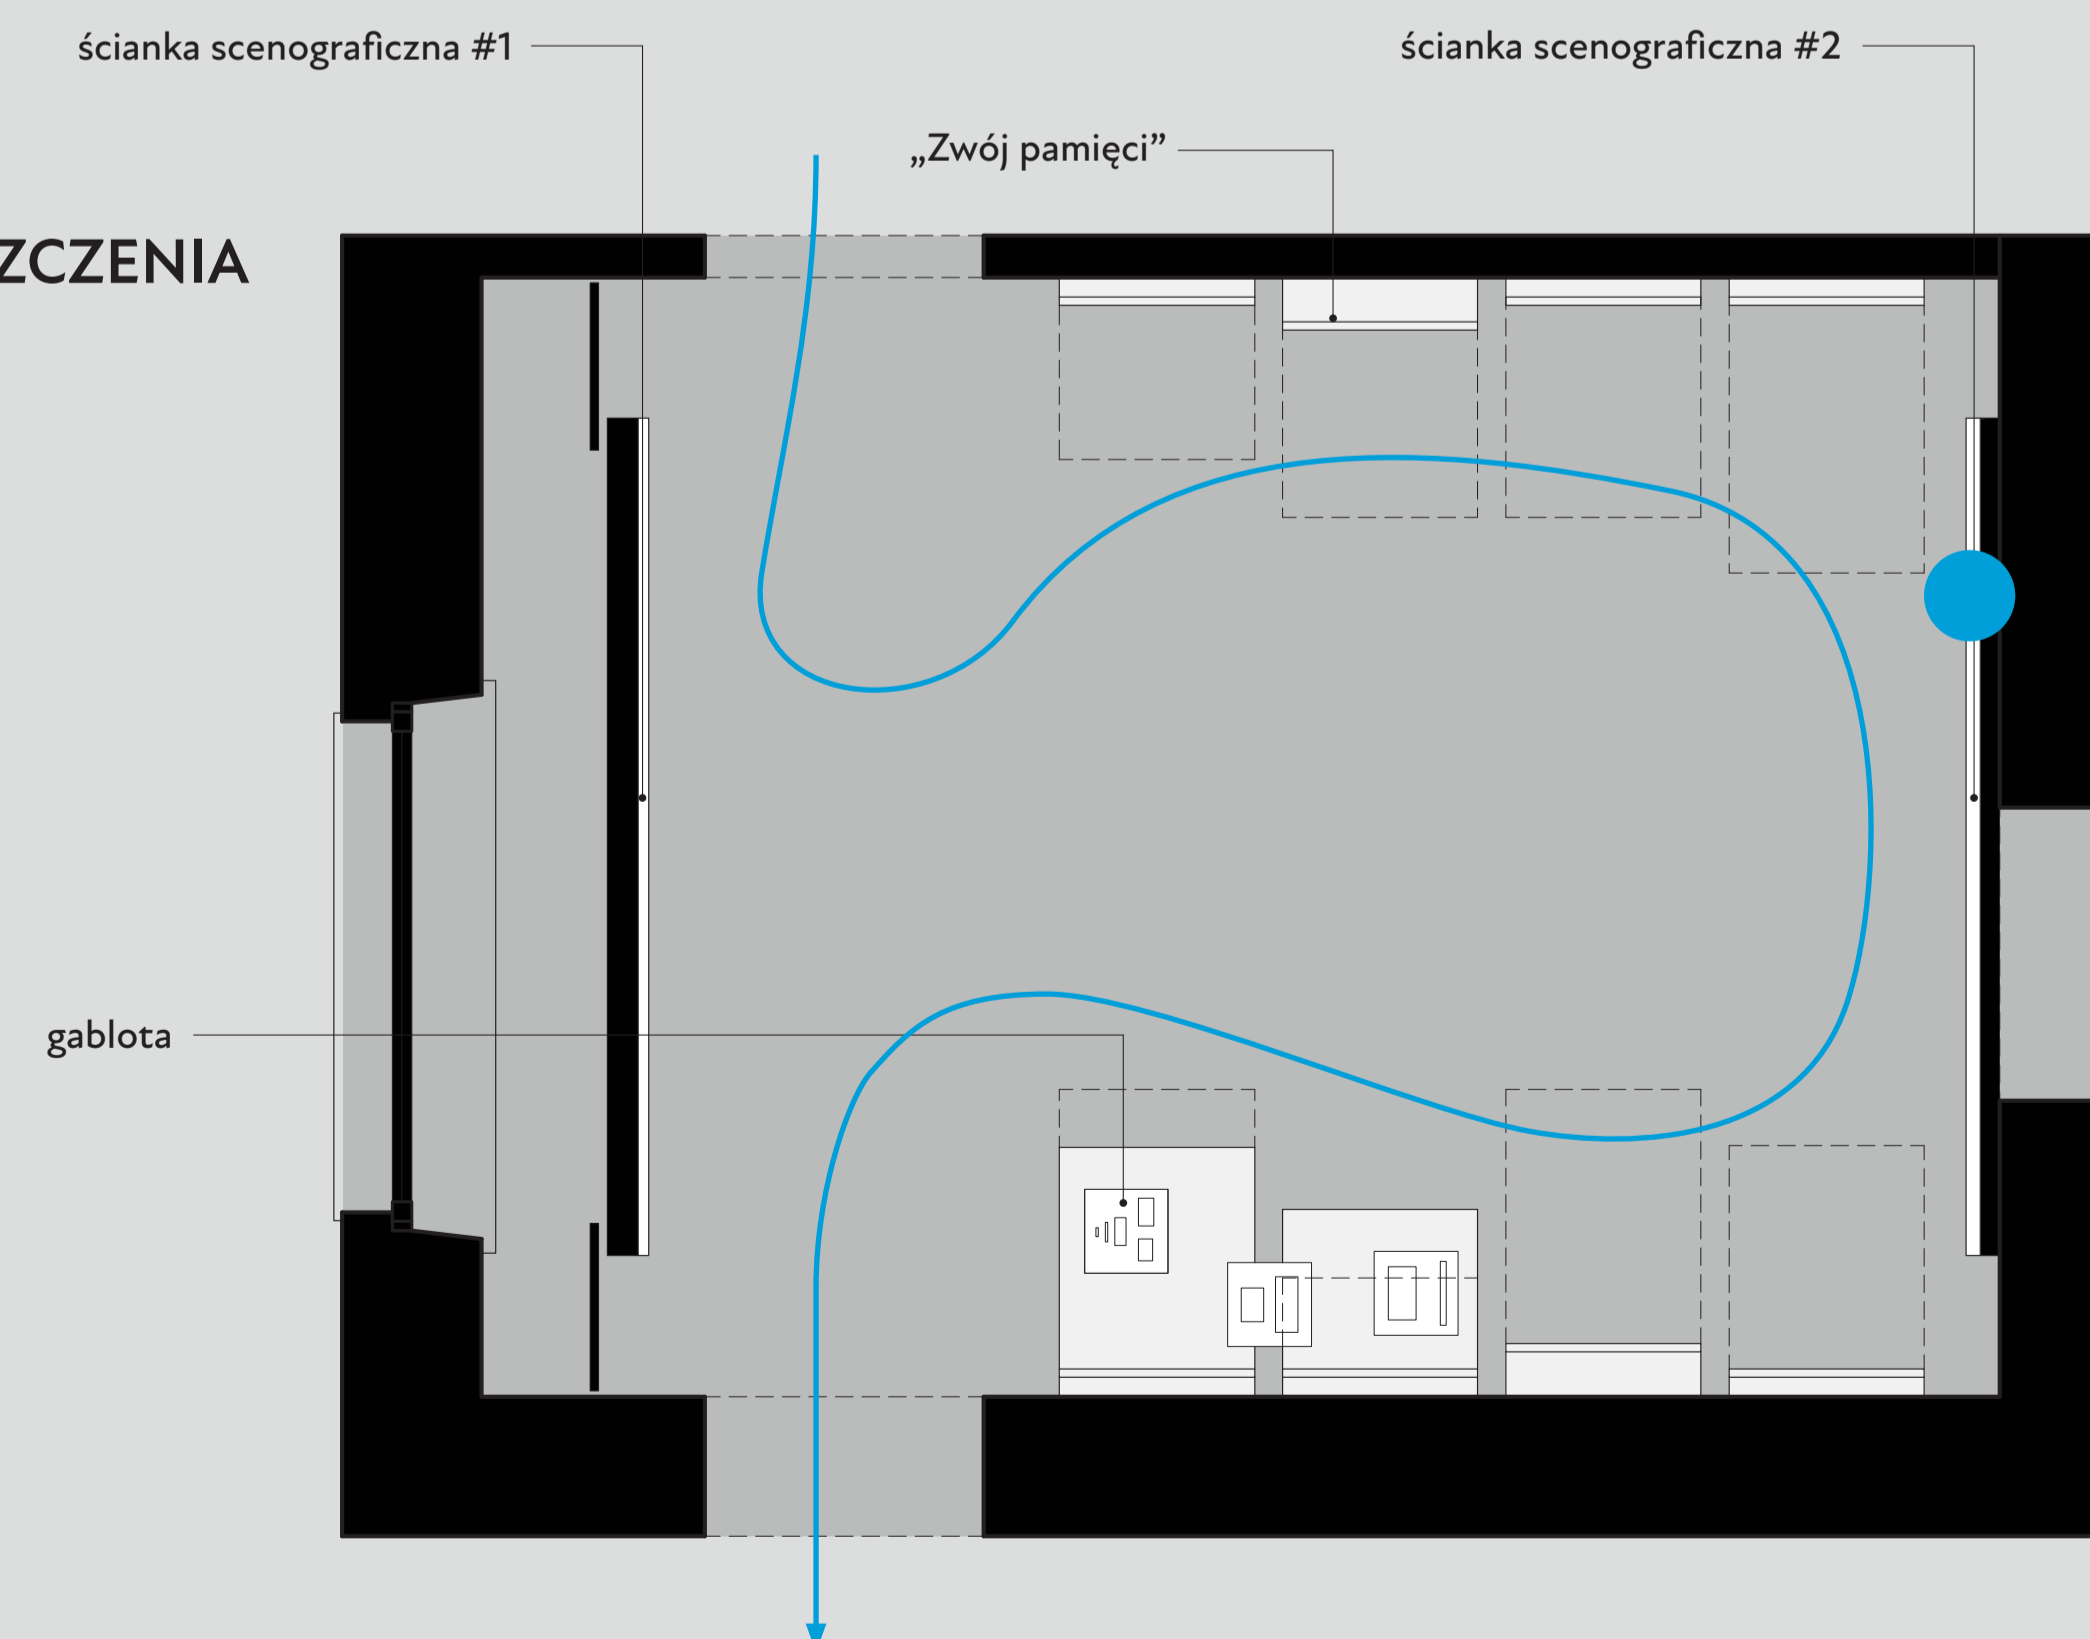 ścianka scenograficzna #1
ścianka scenograficzna #2
„Zwój pamięci”
ZCZENIA
gablota